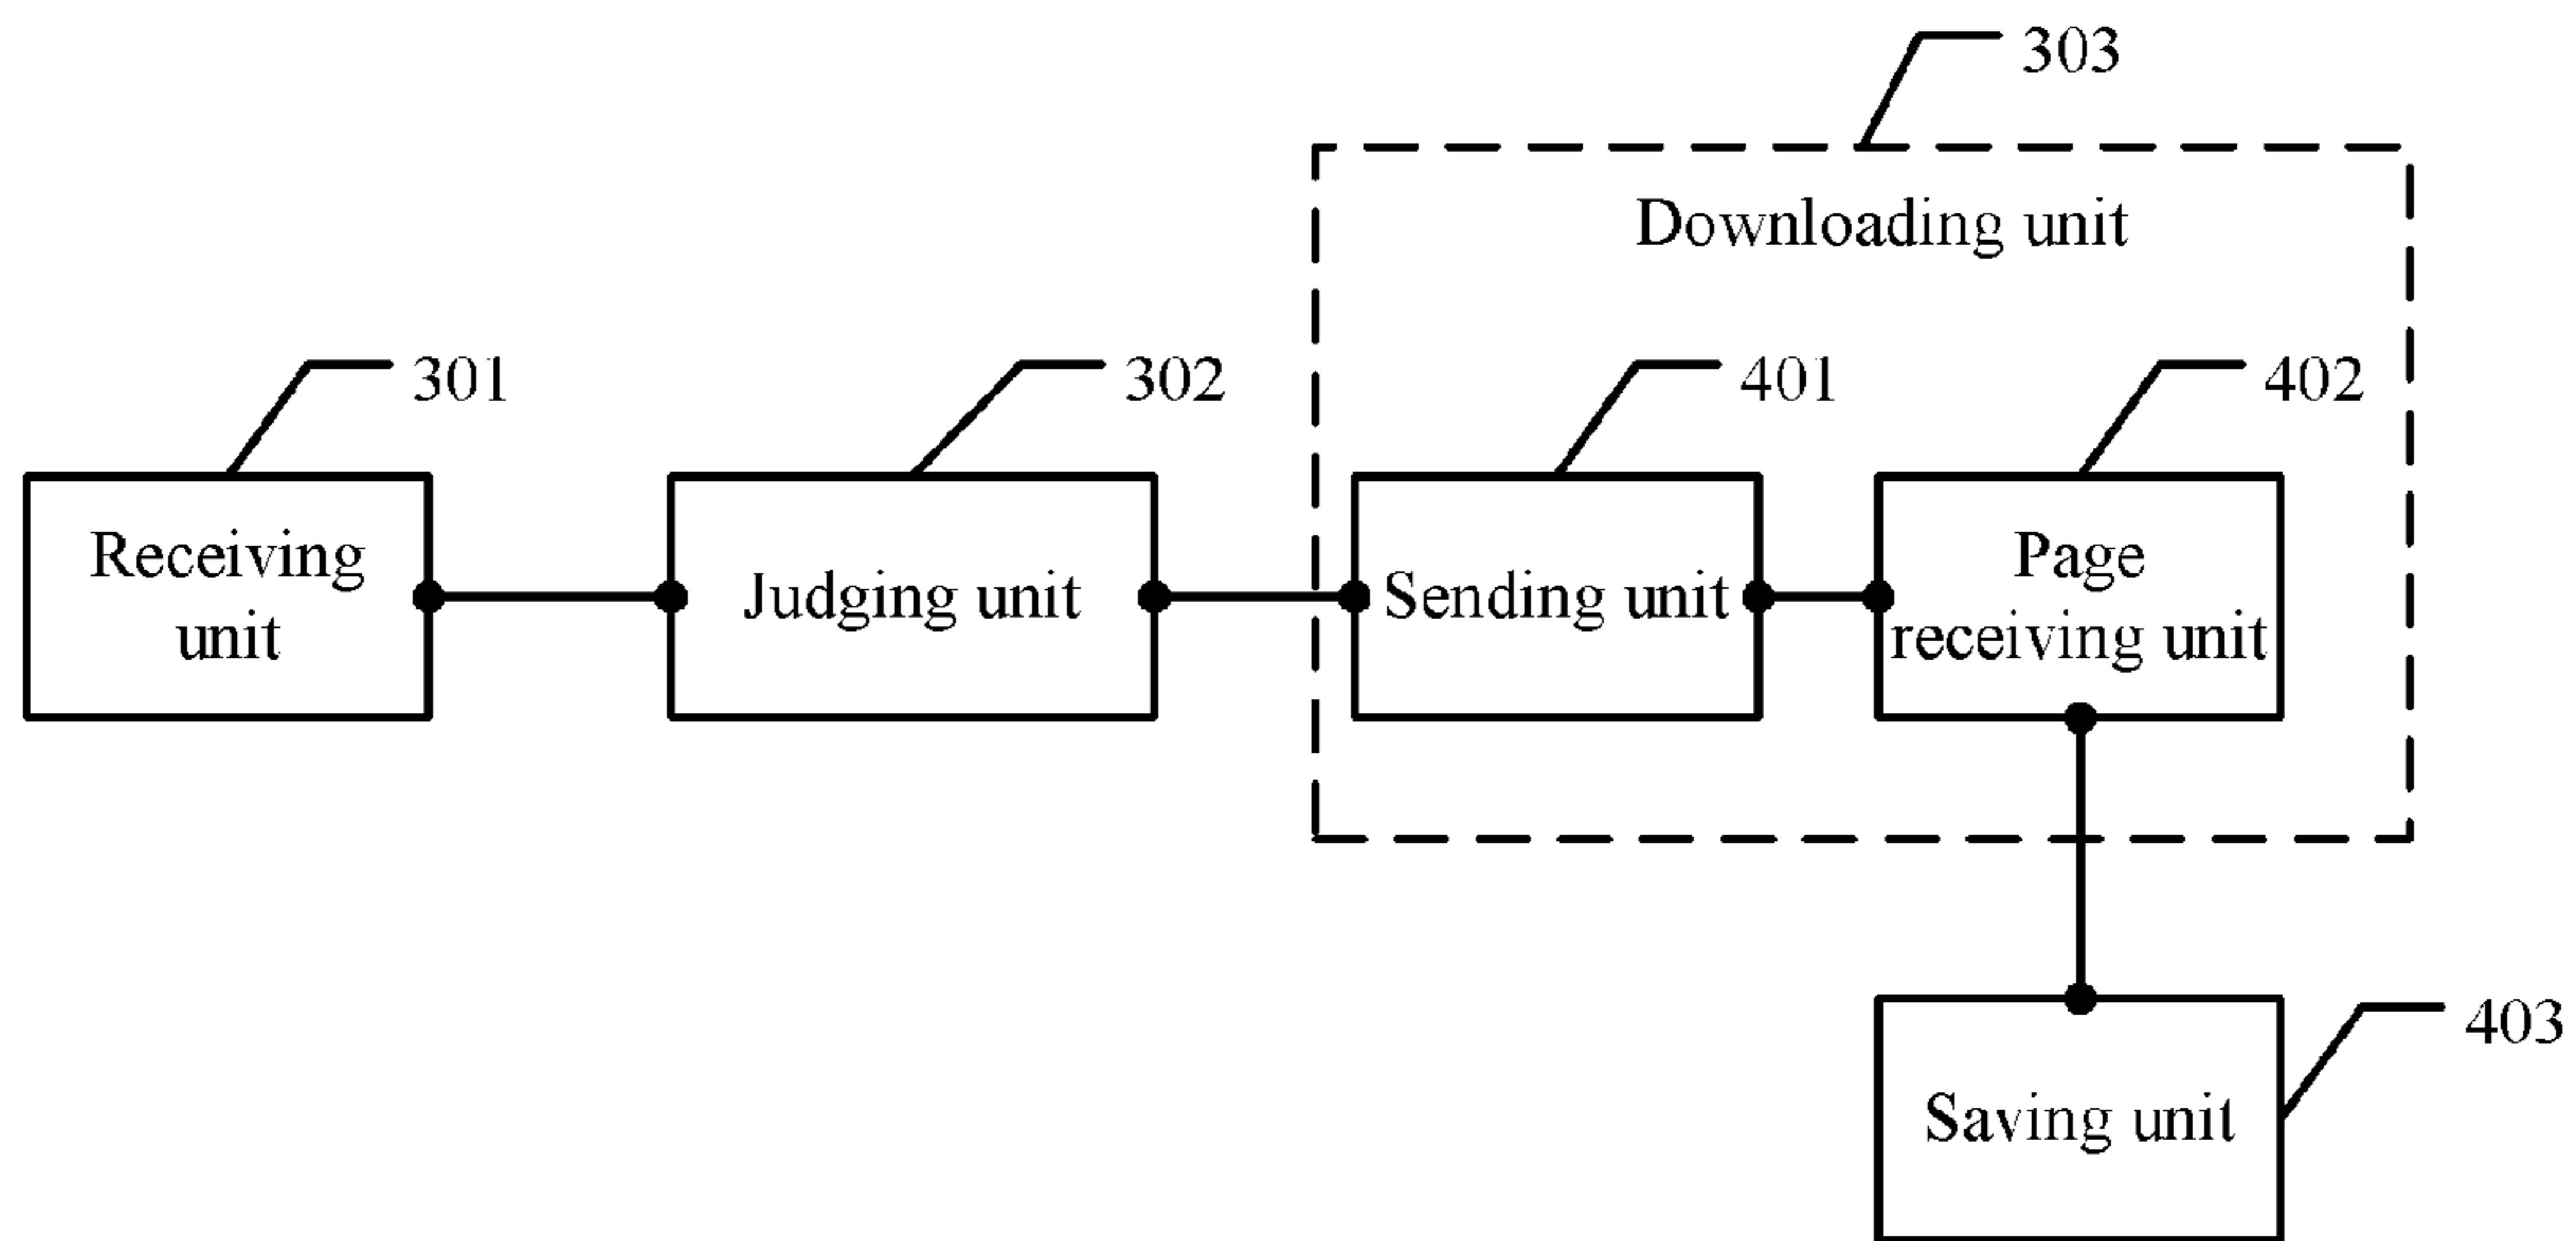 303
Downloading unit
301
302
401
402
Receiving
unit
Judging unit
Sending unit
Page
receiving unit
403
Saving unit